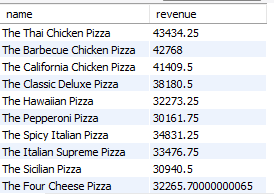 name revenue
The Thai Chicken Pizza 43434.25
The Barbecue Chicken Pizza 42768
The California Chicken Pizza 41409.5
The Classic Deluxe Pizza 38180.5
The Hawaiian Pizza 32273.25
The Pepperoni Pizza 30161.75
The Spicy Italian Pizza 34831.25
The Italian Supreme Pizza 33476.75
The Sicilian Pizza 30940.5
The Four Cheese Pizza 32265.70000000065